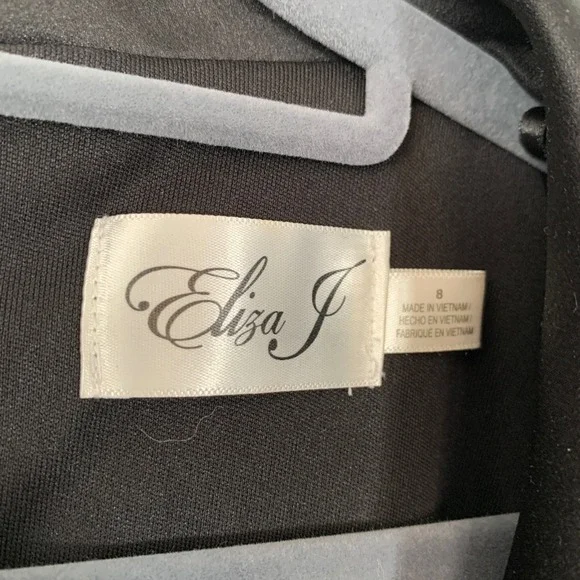 Eliza J
8
MADE IN VIETNAM /
HECHO EN VIETNAM /
FABRIQUÉ EN VIETNAM